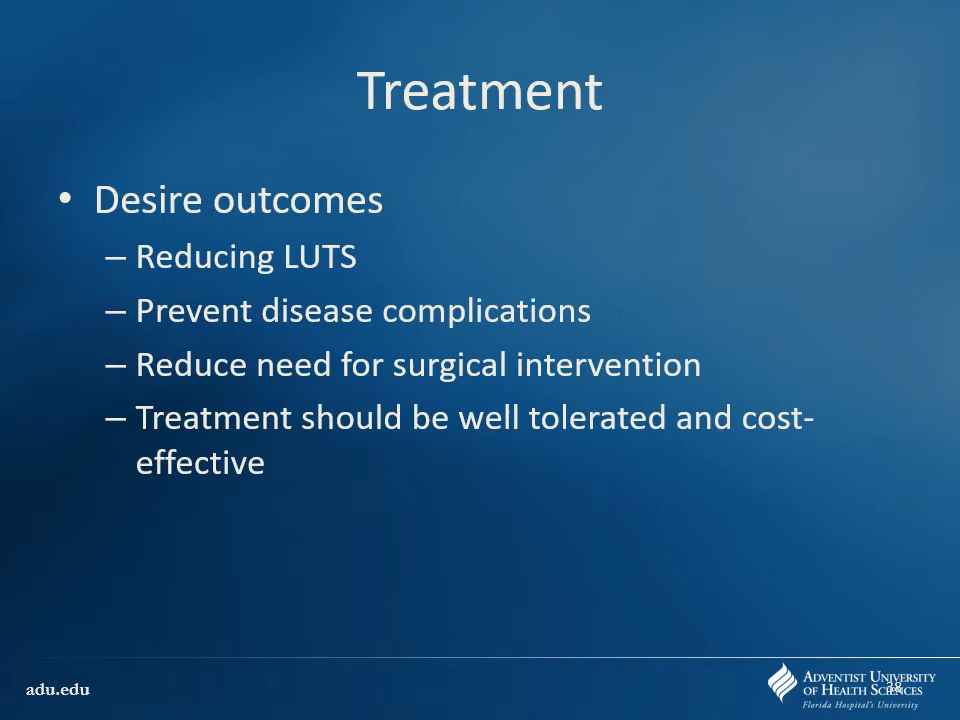 Treatment
• Desire outcomes
– Reducing LUTS
– Prevent disease complications
– Reduce need for surgical intervention
– Treatment should be well tolerated and cost-
effective
adu.edu
ADVENTIST UNIVERSITY
OF HEALTH SCIENCES
38
Florida Hospital's University